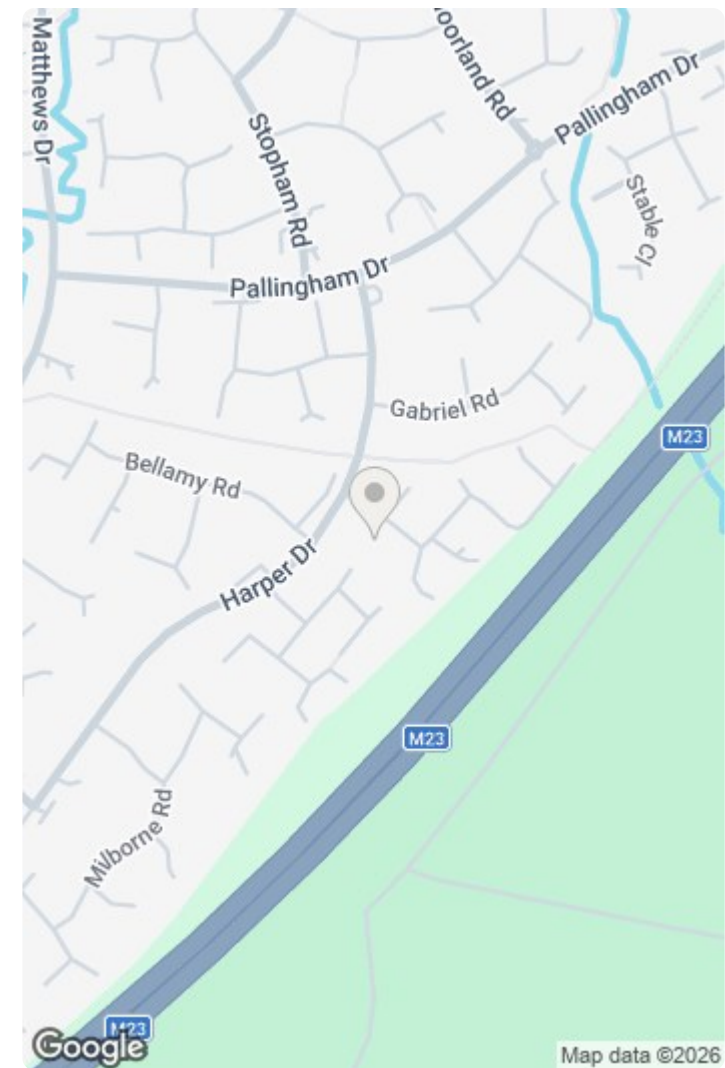 Matthews Dr
Stopham Rd
oorland Rd
Pallingham Dr
Stable Cl
Pallingham Dr
Gabriel Rd
M23
Bellamy Rd
Harper Dr
M23
Milborne Rd
M23
Google
Map data ©2026